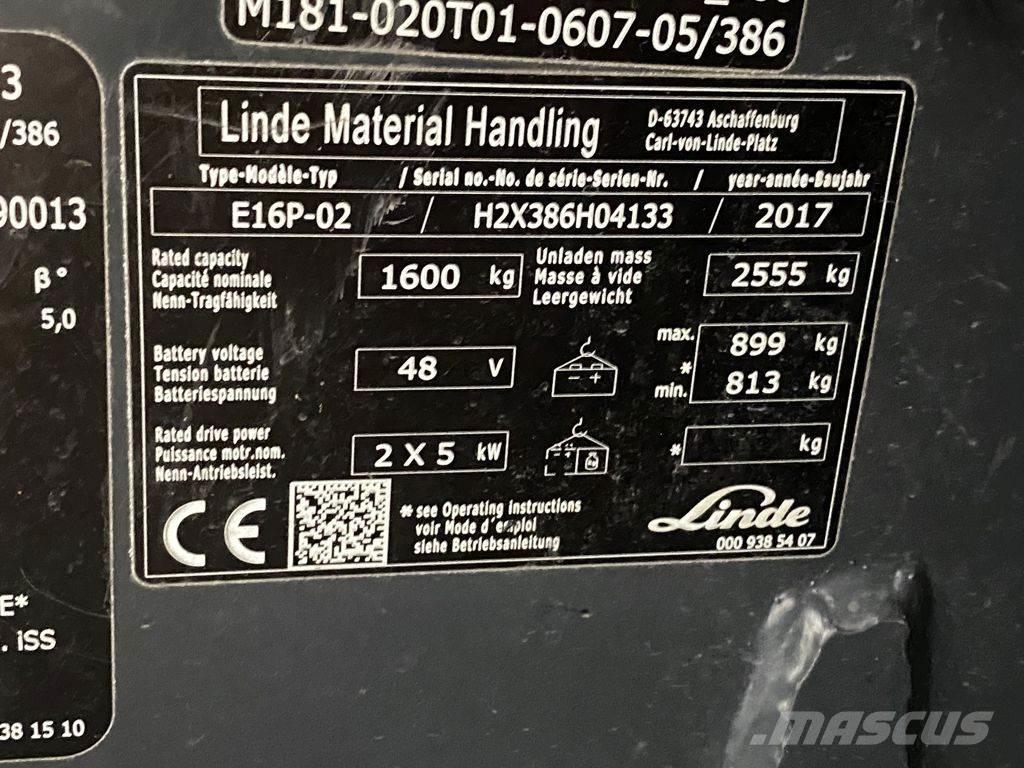 M181-020T01-0607-05/386
3
/386
90013
β°
5,0
E*
. iSS
38 15 10
Linde Material Handling
D-63743 Aschaffenburg
Carl-von-Linde-Platz
Type-Modèle-Typ / Serial no.-No. de série-Serien-Nr. / year-année-Baujahr
E16P-02 / H2X386H04133 / 2017
Rated capacity
Capacité nominale
Nenn-Tragfähigkeit
1600 kg
Unladen mass
Masse à vide
Leergewicht
2555 kg
Battery voltage
Tension batterie
Batteriespannung
48 V
- +
max. 899 kg
*
min. 813 kg
Rated drive power
Puissance motr.nom.
Nenn-Antriebsleist.
2 X 5 kW
- +
kg
* kg
CE
* see Operating instructions
voir Mode d'emploi
siehe Betriebsanleitung
Linde
000 938 54 07
MASCUS